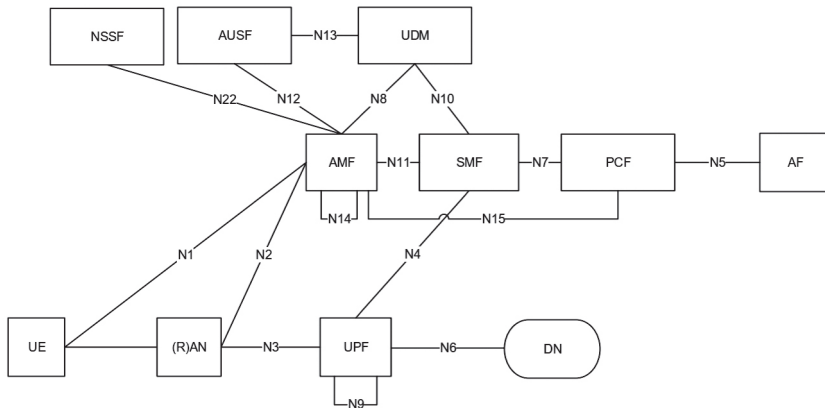 NSSF
AUSF
N13
UDM
N22
N12
N8
N10
AMF
N11
SMF
N7
PCF
N5
AF
N14
N15
N1
N2
N4
UE
(R)AN
N3
UPF
N6
DN
N9